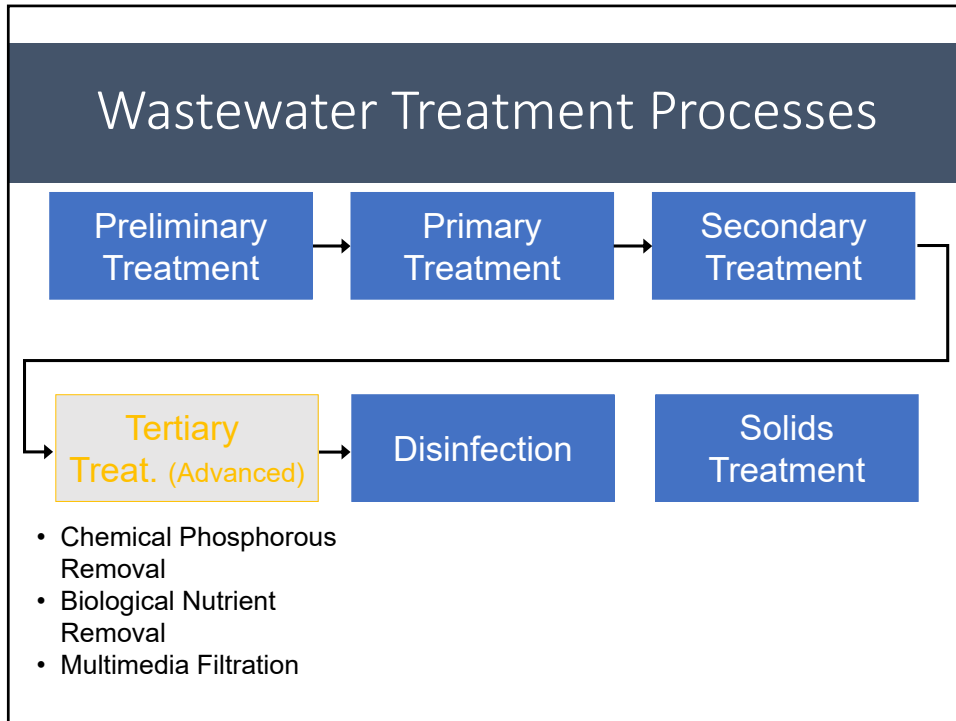 Wastewater Treatment Processes
Preliminary
Treatment
Primary
Treatment
Secondary
Treatment
Tertiary
Treat. (Advanced)
Disinfection
Solids
Treatment
• Chemical Phosphorous
Removal
• Biological Nutrient
Removal
• Multimedia Filtration